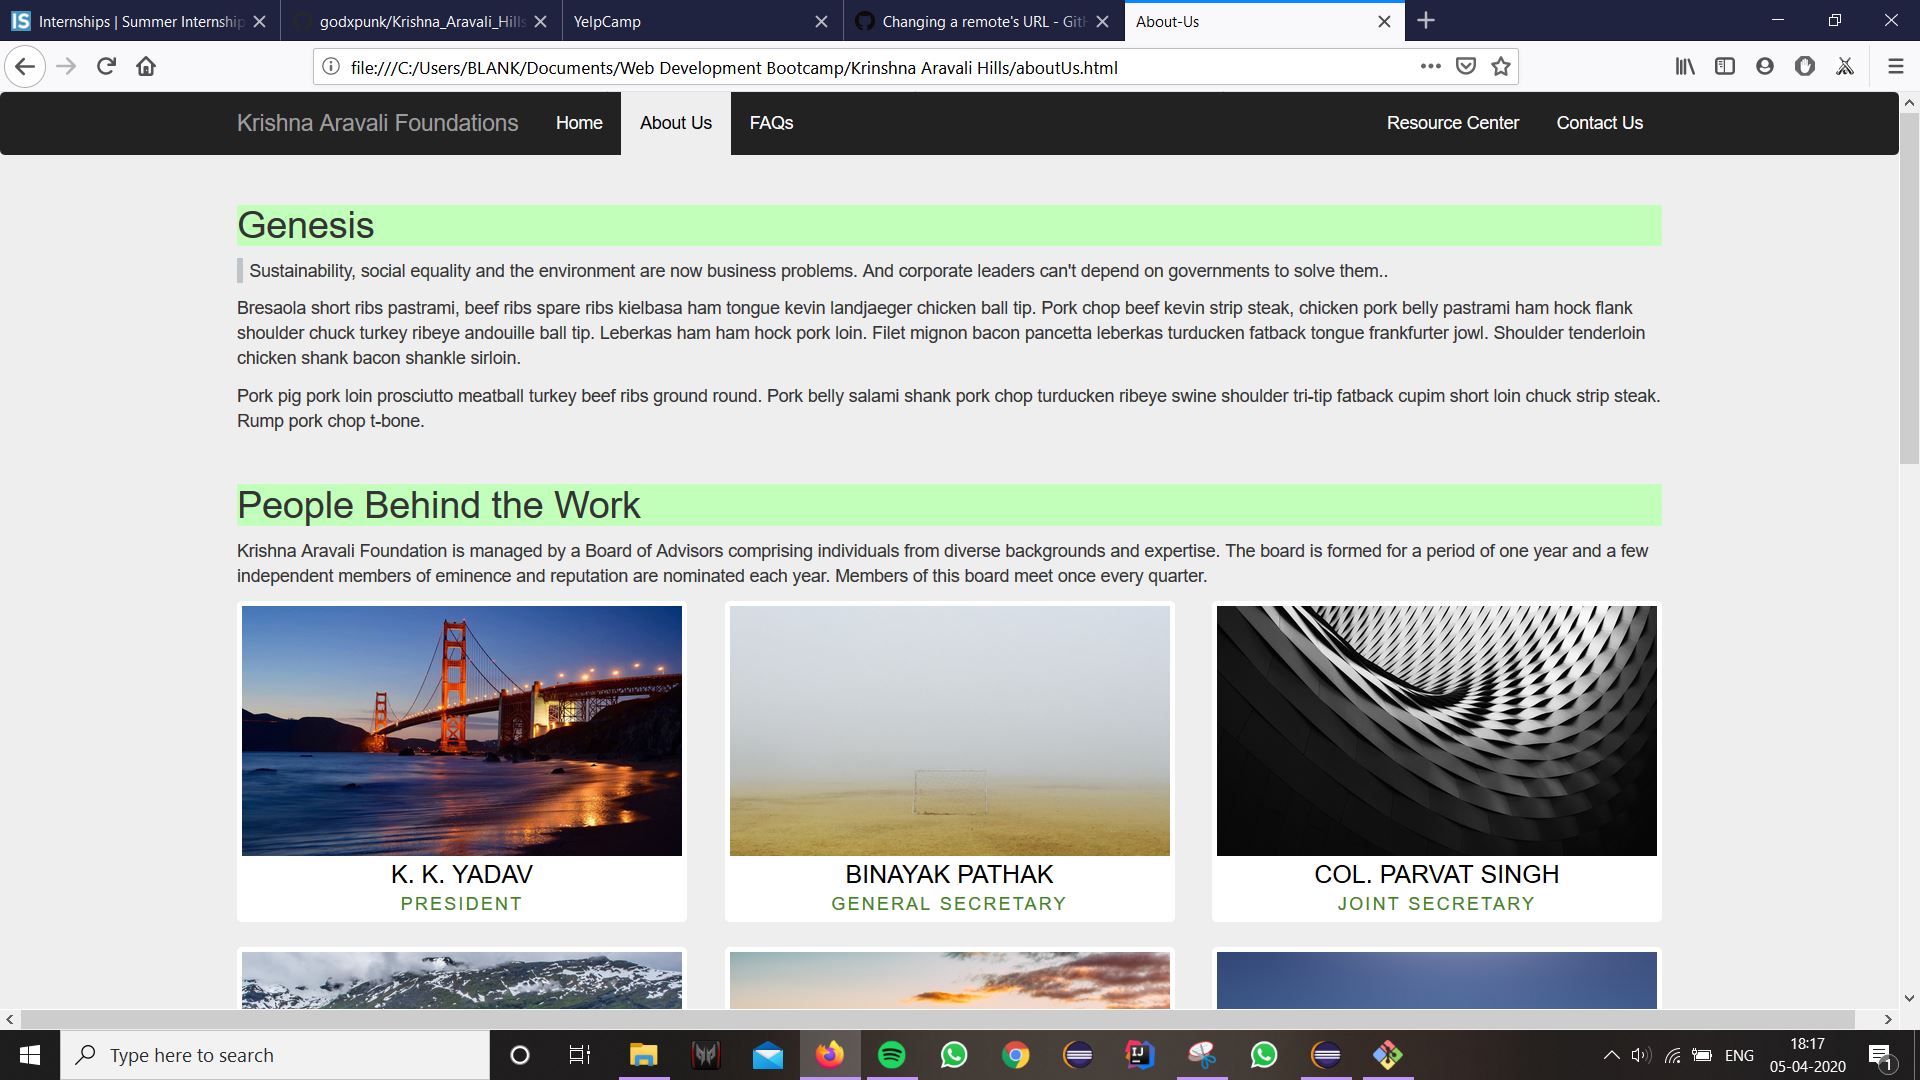 Internships | Summer Internship
godxpunk/Krishna_Aravali_Hills
YelpCamp
Changing a remote's URL - GitH
About-Us
file:///C:/Users/BLANK/Documents/Web Development Bootcamp/Krinshna Aravali Hills/aboutUs.html
Krishna Aravali Foundations Home About Us FAQs Resource Center Contact Us
Genesis
Sustainability, social equality and the environment are now business problems. And corporate leaders can't depend on governments to solve them..
Bresaola short ribs pastrami, beef ribs spare ribs kielbasa ham tongue kevin landjaeger chicken ball tip. Pork chop beef kevin strip steak, chicken pork belly pastrami ham hock flank
shoulder chuck turkey ribeye andouille ball tip. Leberkas ham ham hock pork loin. Filet mignon bacon pancetta leberkas turducken fatback tongue frankfurter jowl. Shoulder tenderloin
chicken shank bacon shankle sirloin.
Pork pig pork loin prosciutto meatball turkey beef ribs ground round. Pork belly salami shank pork chop turducken ribeye swine shoulder tri-tip fatback cupim short loin chuck strip steak.
Rump pork chop t-bone.
People Behind the Work
Krishna Aravali Foundation is managed by a Board of Advisors comprising individuals from diverse backgrounds and expertise. The board is formed for a period of one year and a few
independent members of eminence and reputation are nominated each year. Members of this board meet once every quarter.
K. K. YADAV
PRESIDENT
BINAYAK PATHAK
GENERAL SECRETARY
COL. PARVAT SINGH
JOINT SECRETARY
Type here to search
ENG
18:17
05-04-2020
1